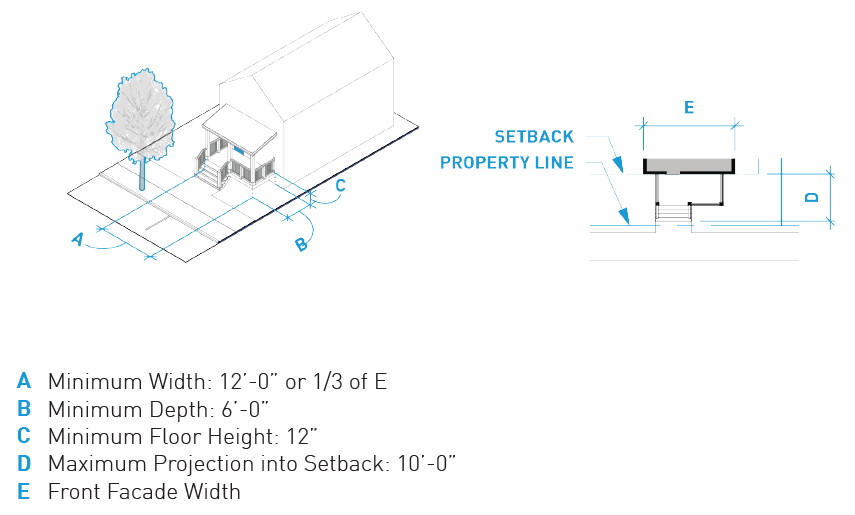 E
SETBACK
PROPERTY LINE
C
D
A
B
A Minimum Width: 12’-0” or 1/3 of E
B Minimum Depth: 6’-0”
C Minimum Floor Height: 12”
D Maximum Projection into Setback: 10’-0”
E Front Facade Width